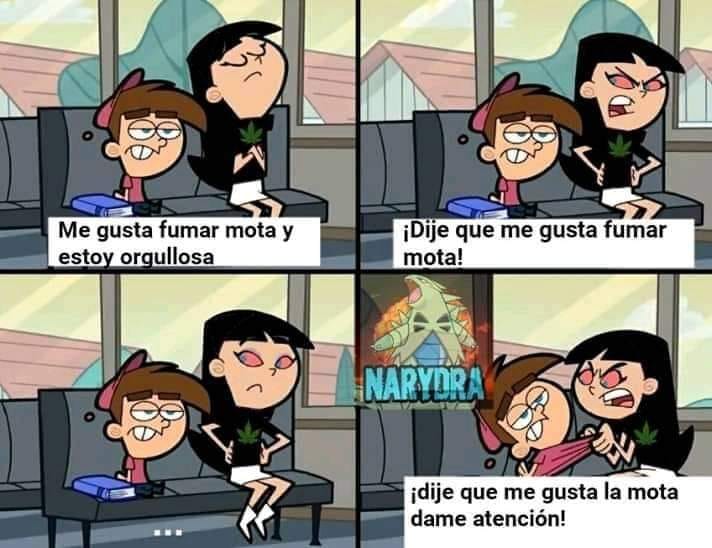 Me gusta fumar mota y
estoy orgullosa
¡Dije que me gusta fumar
mota!
...
NARYDRA
¡dije que me gusta la mota
dame atención!